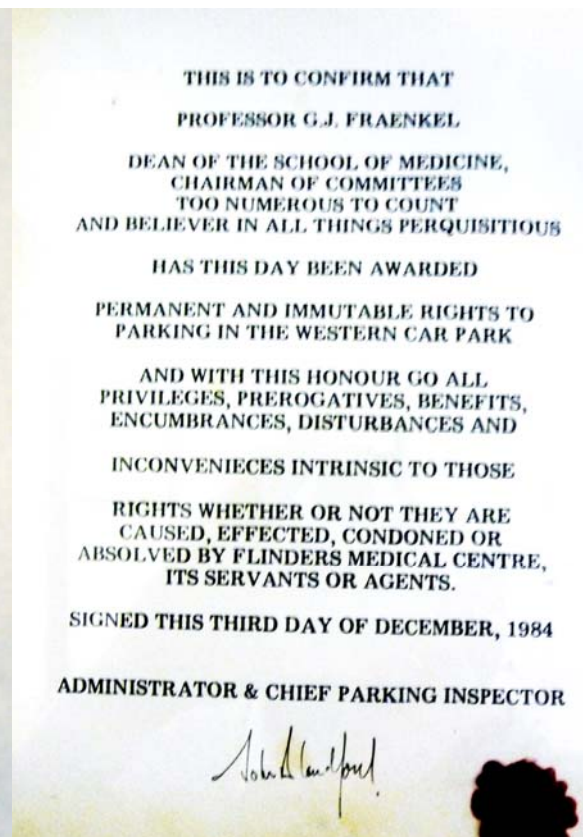 THIS IS TO CONFIRM THAT
PROFESSOR G.J. FRAENKEL
DEAN OF THE SCHOOL OF MEDICINE,
CHAIRMAN OF COMMITTEES
TOO NUMEROUS TO COUNT
AND BELIEVER IN ALL THINGS PERQUISITIOUS
HAS THIS DAY BEEN AWARDED
PERMANENT AND IMMUTABLE RIGHTS TO
PARKING IN THE WESTERN CAR PARK
AND WITH THIS HONOUR GO ALL
PRIVILEGES, PREROGATIVES, BENEFITS,
ENCUMBRANCES, DISTURBANCES AND
INCONVENIECES INTRINSIC TO THOSE
RIGHTS WHETHER OR NOT THEY ARE
CAUSED, EFFECTED, CONDONED OR
ABSOLVED BY FLINDERS MEDICAL CENTRE,
ITS SERVANTS OR AGENTS.
SIGNED THIS THIRD DAY OF DECEMBER, 1984
ADMINISTRATOR & CHIEF PARKING INSPECTOR